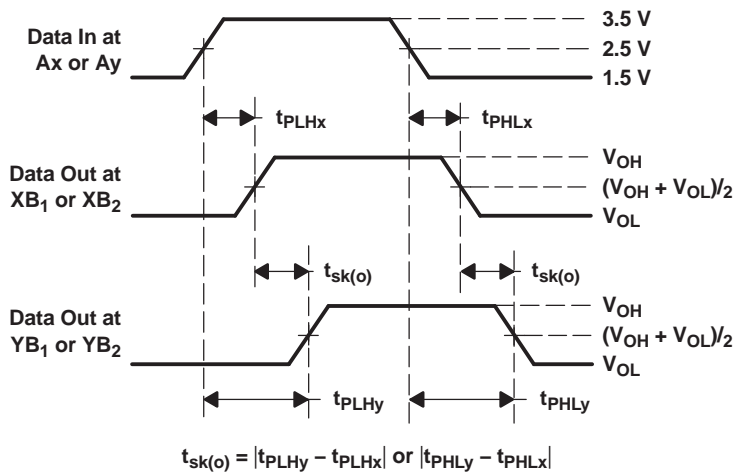 Data In at
Ax or Ay
3.5 V
2.5 V
1.5 V
tPLHx
tPHLx
Data Out at
XB1 or XB2
VOH
(VOH + VOL)/2
VOL
tsk(o)
tsk(o)
Data Out at
YB1 or YB2
VOH
(VOH + VOL)/2
VOL
tPLHy
tPHLy
tsk(o) = |tPLHy – tPLHx| or |tPHLy – tPHLx|